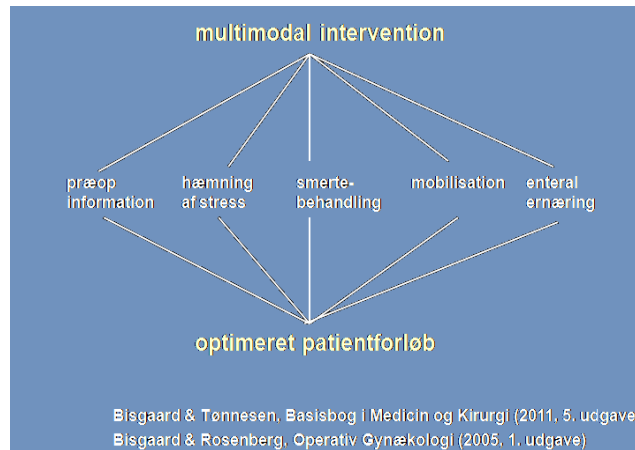 multimodal intervention
præop hæmning smerte- mobilisation enteral
information af stress behandling ernæring
optimeret patientforløb
Bisgaard & Tønnesen, Basisbog i Medicin og Kirurgi (2011, 5. udgave
Bisgaard & Rosenberg, Operativ Gynækologi (2005, 1. udgave)